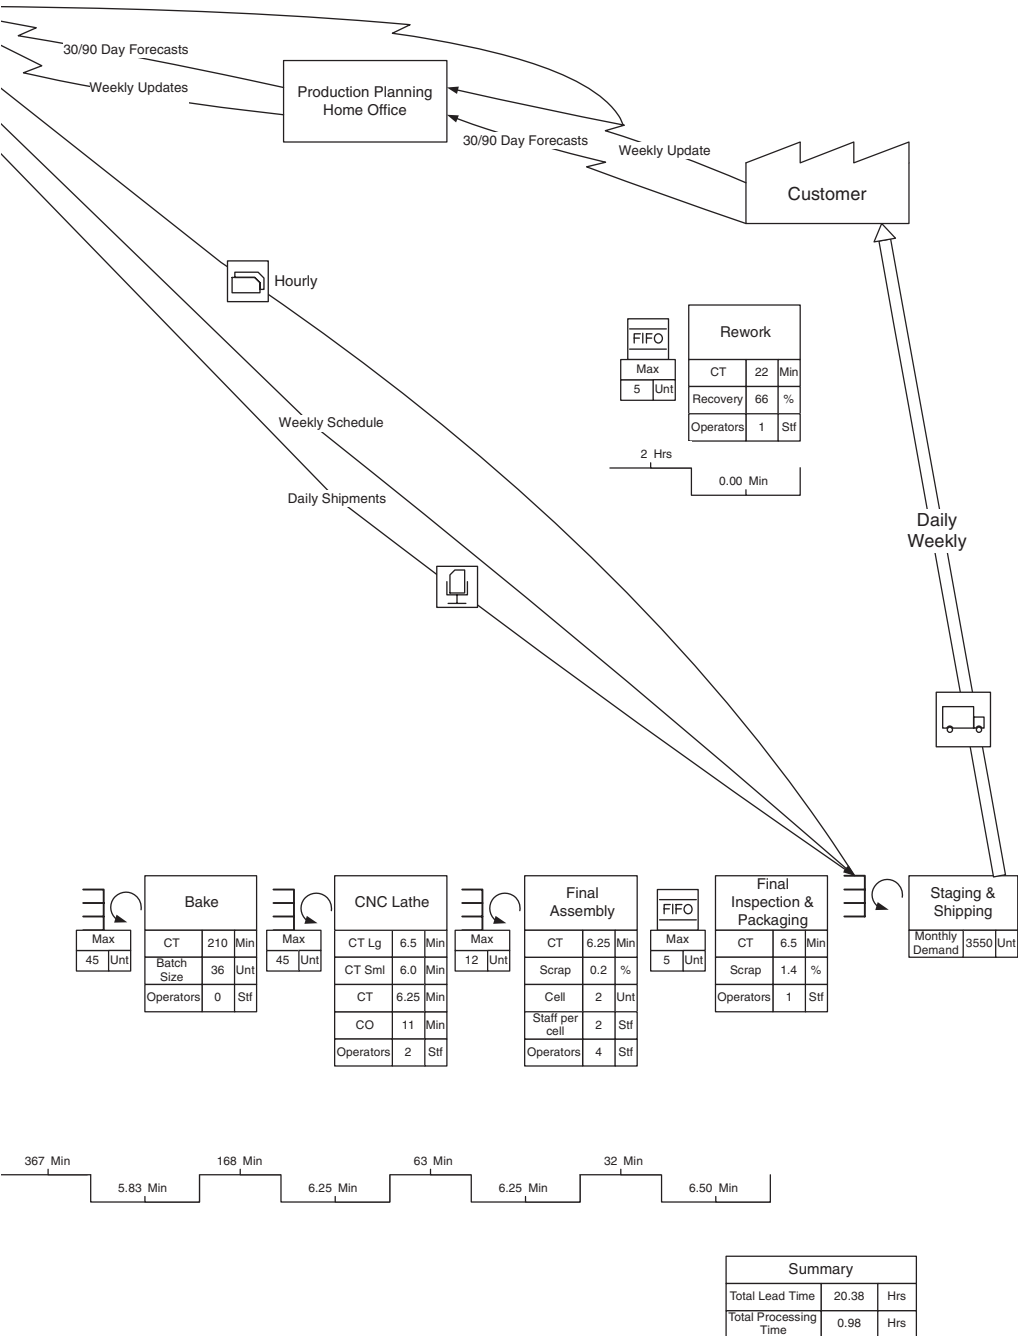 30/90 Day Forecasts
Weekly Updates
Production Planning
Home Office
30/90 Day Forecasts
Weekly Update
Customer
Hourly
FIFO
Max
5 Unt
Rework
CT 22 Min
Recovery 66 %
Operators 1 Stf
2 Hrs
0.00 Min
Weekly Schedule
Daily Shipments
Daily
Weekly
Max
45 Unt
Bake
CT 210 Min
Batch
Size 36 Unt
Operators 0 Stf
Max
45 Unt
CNC Lathe
CT Lg 6.5 Min
CT Sml 6.0 Min
CT 6.25 Min
CO 11 Min
Operators 2 Stf
Max
12 Unt
Final
Assembly
CT 6.25 Min
Scrap 0.2 %
Cell 2 Unt
Staff per
cell 2 Stf
Operators 4 Stf
FIFO
Max
5 Unt
Final
Inspection &
Packaging
CT 6.5 Min
Scrap 1.4 %
Operators 1 Stf
Staging &
Shipping
Monthly
Demand 3550 Unt
367 Min
5.83 Min
168 Min
6.25 Min
63 Min
6.25 Min
32 Min
6.50 Min
Summary
Total Lead Time 20.38 Hrs
Total Processing
Time 0.98 Hrs